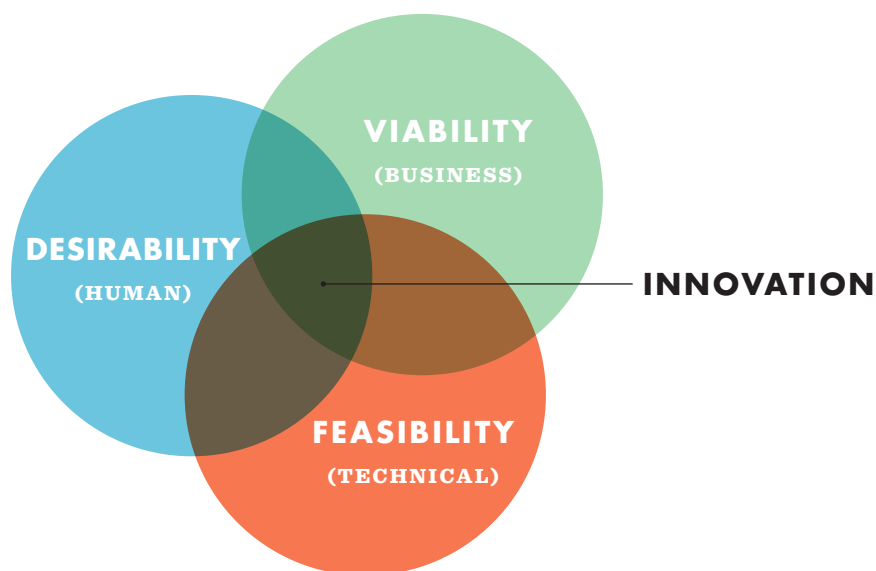 VIABILITY
(BUSINESS)
DESIRABILITY
(HUMAN)
INNOVATION
FEASIBILITY
(TECHNICAL)